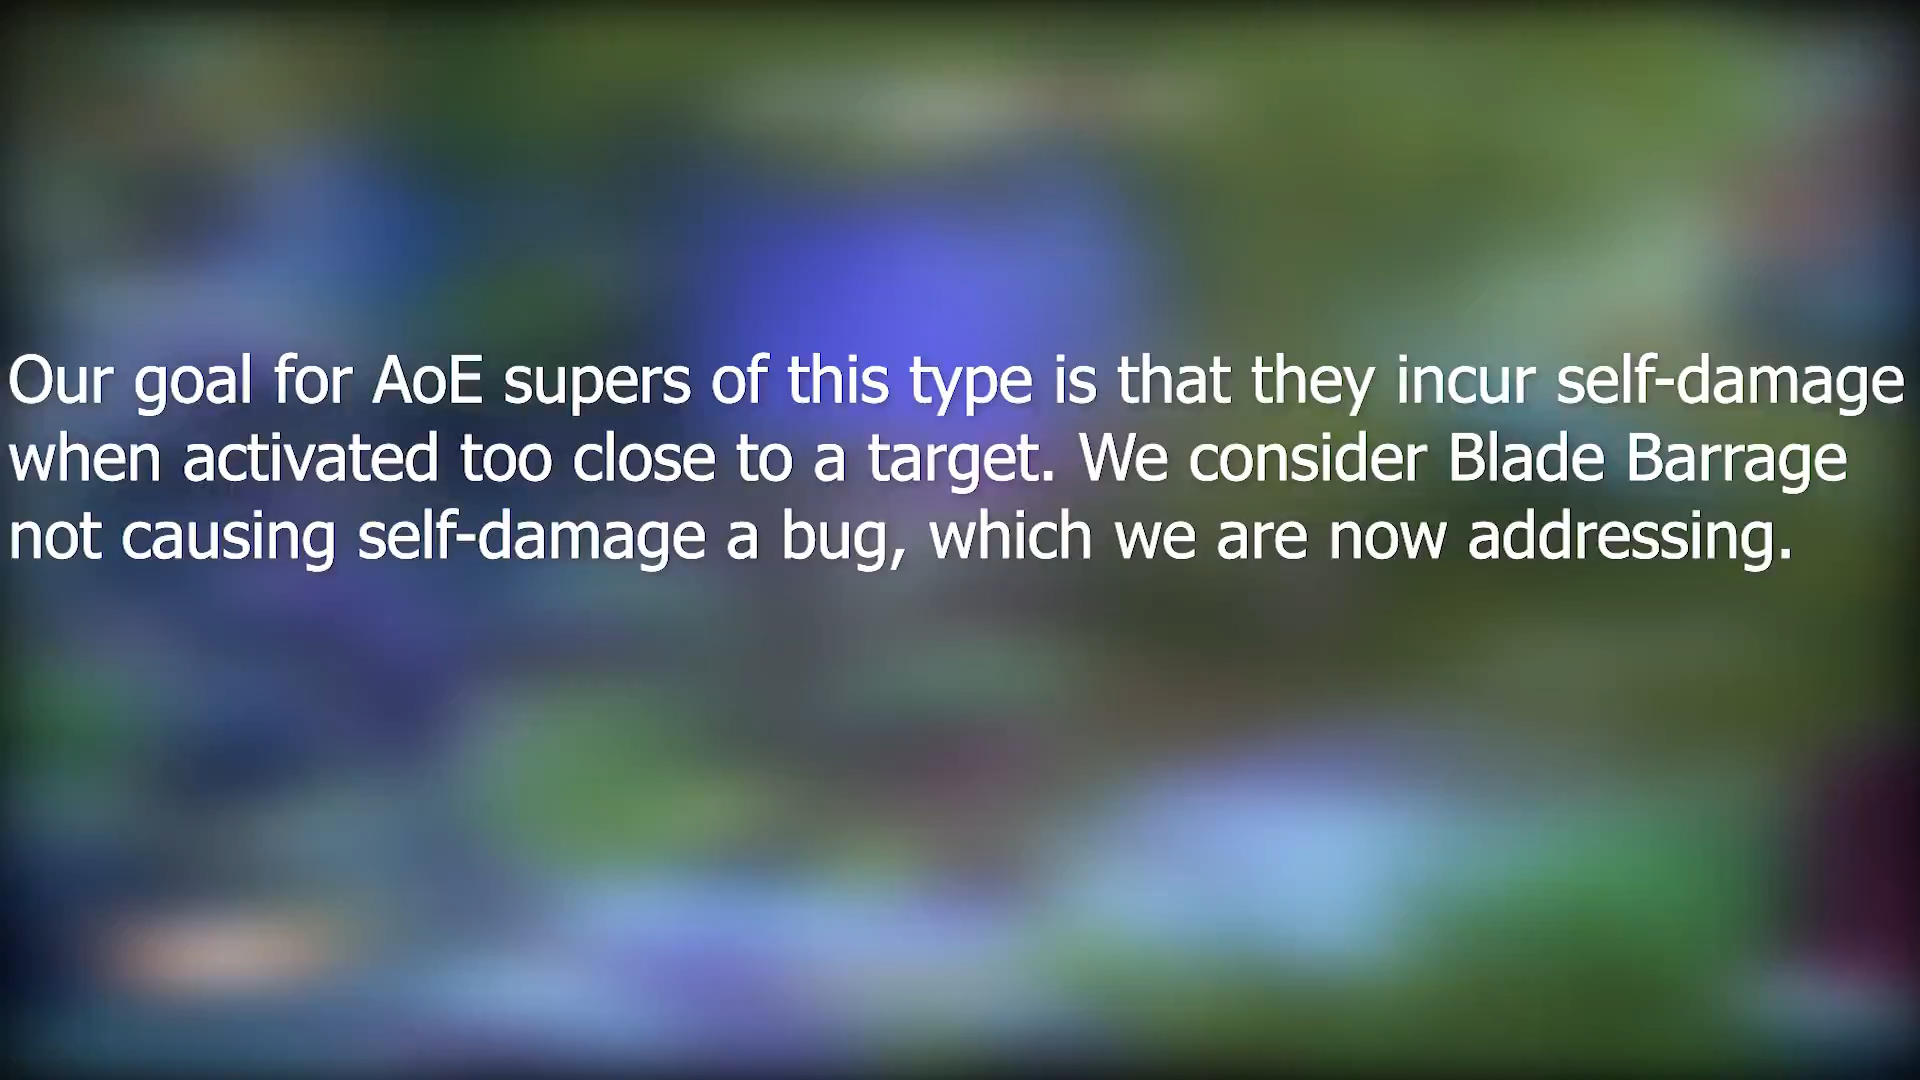 Our goal for AoE supers of this type is that they incur self-damage
when activated too close to a target. We consider Blade Barrage
not causing self-damage a bug, which we are now addressing.